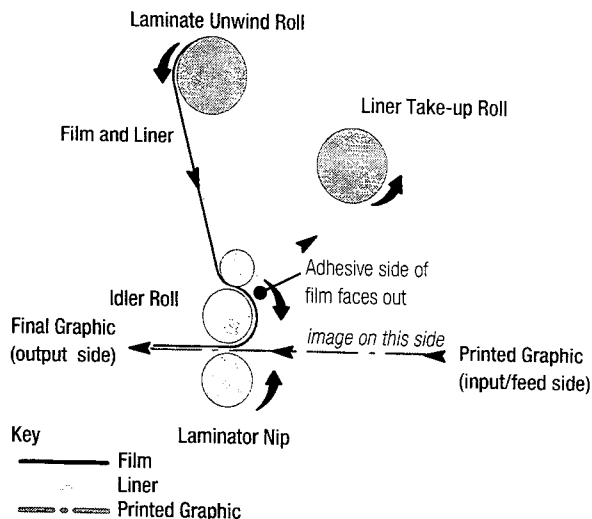 Laminate Unwind Roll
Liner Take-up Roll
Film and Liner
Adhesive side of
film faces out
Idler Roll
Final Graphic
(output side)
image on this side
Printed Graphic
(input/feed side)
Laminator Nip
Key
Film
Liner
Printed Graphic